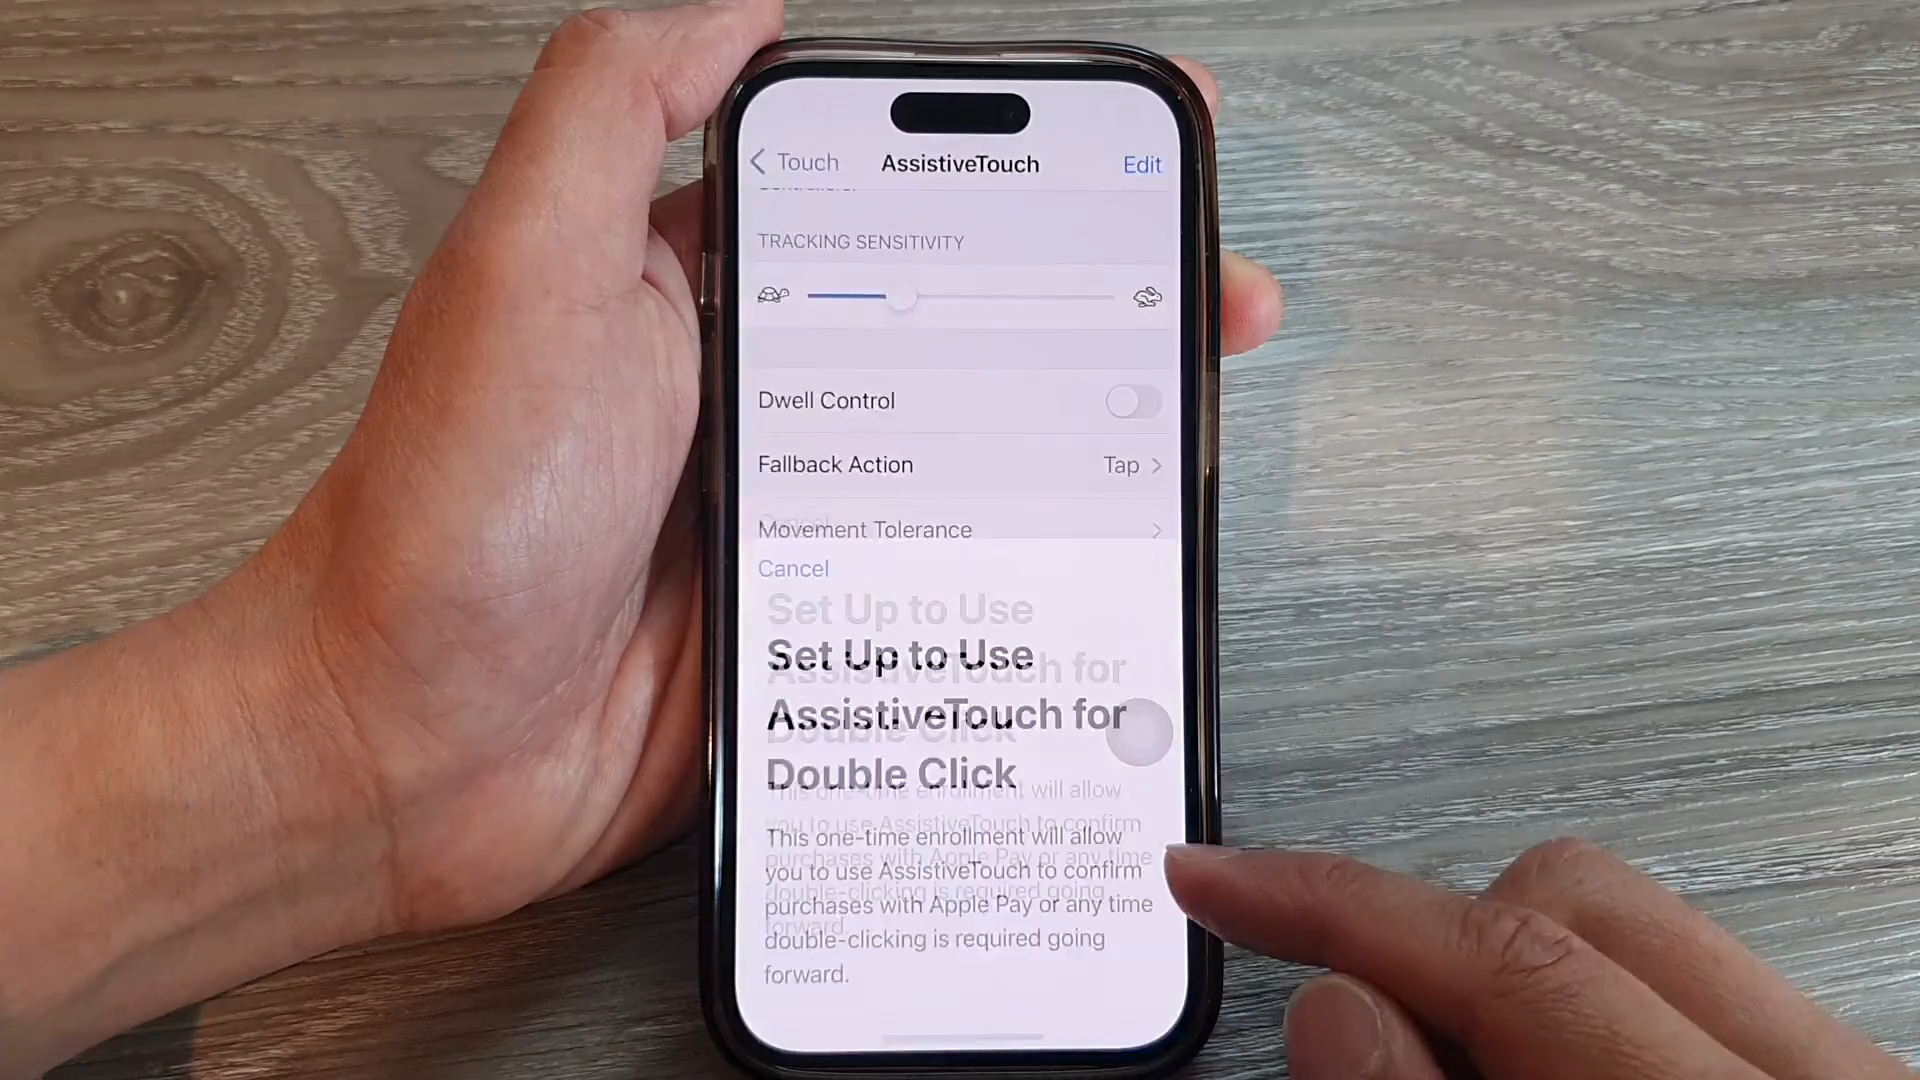 Touch AssistiveTouch Edit
TRACKING SENSITIVITY
Dwell Control
Fallback Action Tap
Movement Tolerance
Cancel
Set Up to Use
AssistiveTouch for
Double Click
This one-time enrollment will allow
you to use AssistiveTouch to confirm
purchases with Apple Pay or any time
double-clicking is required going
forward.